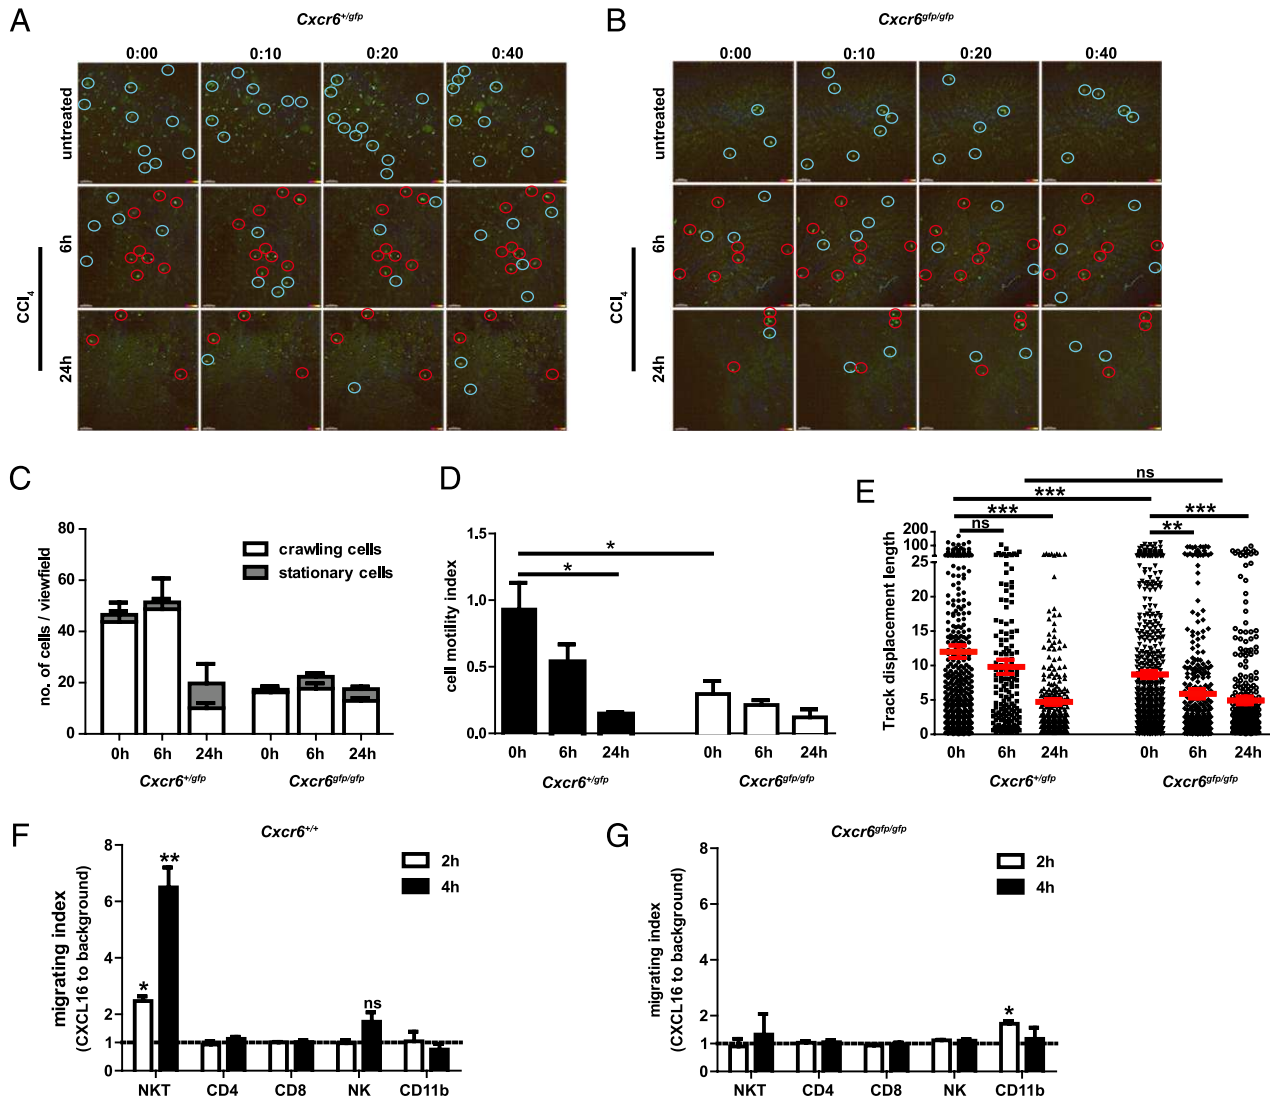 A
Cxcr6+/gfp
0:00 0:10 0:20 0:40
untreated
6h
24h
CCl4
B
Cxcr6gfp/gfp
0:00 0:10 0:20 0:40
untreated
6h
24h
CCl4
C
no. of cells / viewfield
80
60
40
20
0
crawling cells
stationary cells
0h 6h 24h 0h 6h 24h
Cxcr6+/gfp Cxcr6gfp/gfp
D
cell motility index
1.5
1.0
0.5
0.0
*
*
0h 6h 24h 0h 6h 24h
Cxcr6+/gfp Cxcr6gfp/gfp
E
Track displacement length
200
100
25
20
15
10
5
0
ns
***
*** ***
ns **
0h 6h 24h 0h 6h 24h
Cxcr6+/gfp Cxcr6gfp/gfp
F
Cxcr6+/+
migrating index
(CXCL16 to background)
8
6
4
2
1
0
2h
4h
*
**
ns
NKT CD4 CD8 NK CD11b
G
Cxcr6gfp/gfp
migrating index
(CXCL16 to background)
8
6
4
2
1
0
2h
4h
*
NKT CD4 CD8 NK CD11b